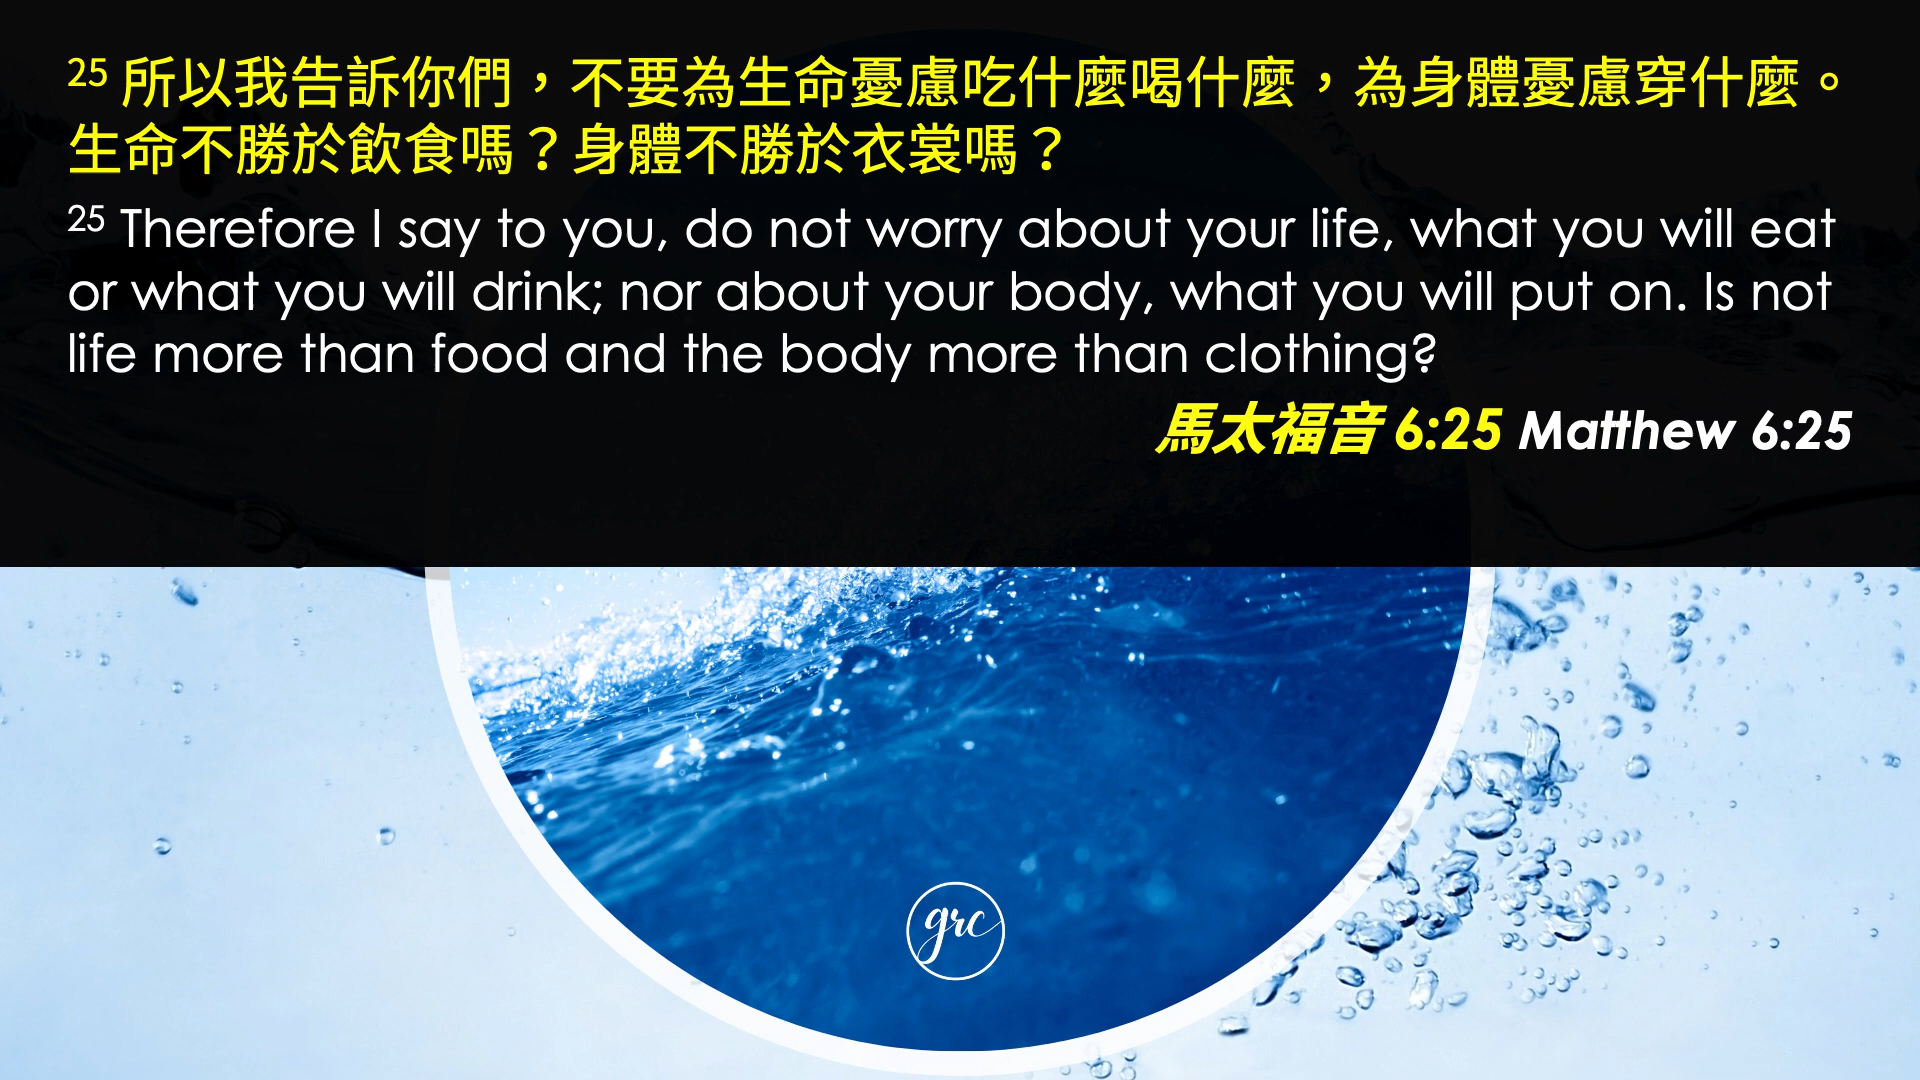 25 所以我告訴你們，不要為生命憂慮吃什麼喝什麼，為身體憂慮穿什麼。
生命不勝於飲食嗎？身體不勝於衣裳嗎？
25 Therefore I say to you, do not worry about your life, what you will eat
or what you will drink; nor about your body, what you will put on. Is not
life more than food and the body more than clothing?
馬太福音 6:25 Matthew 6:25
grc